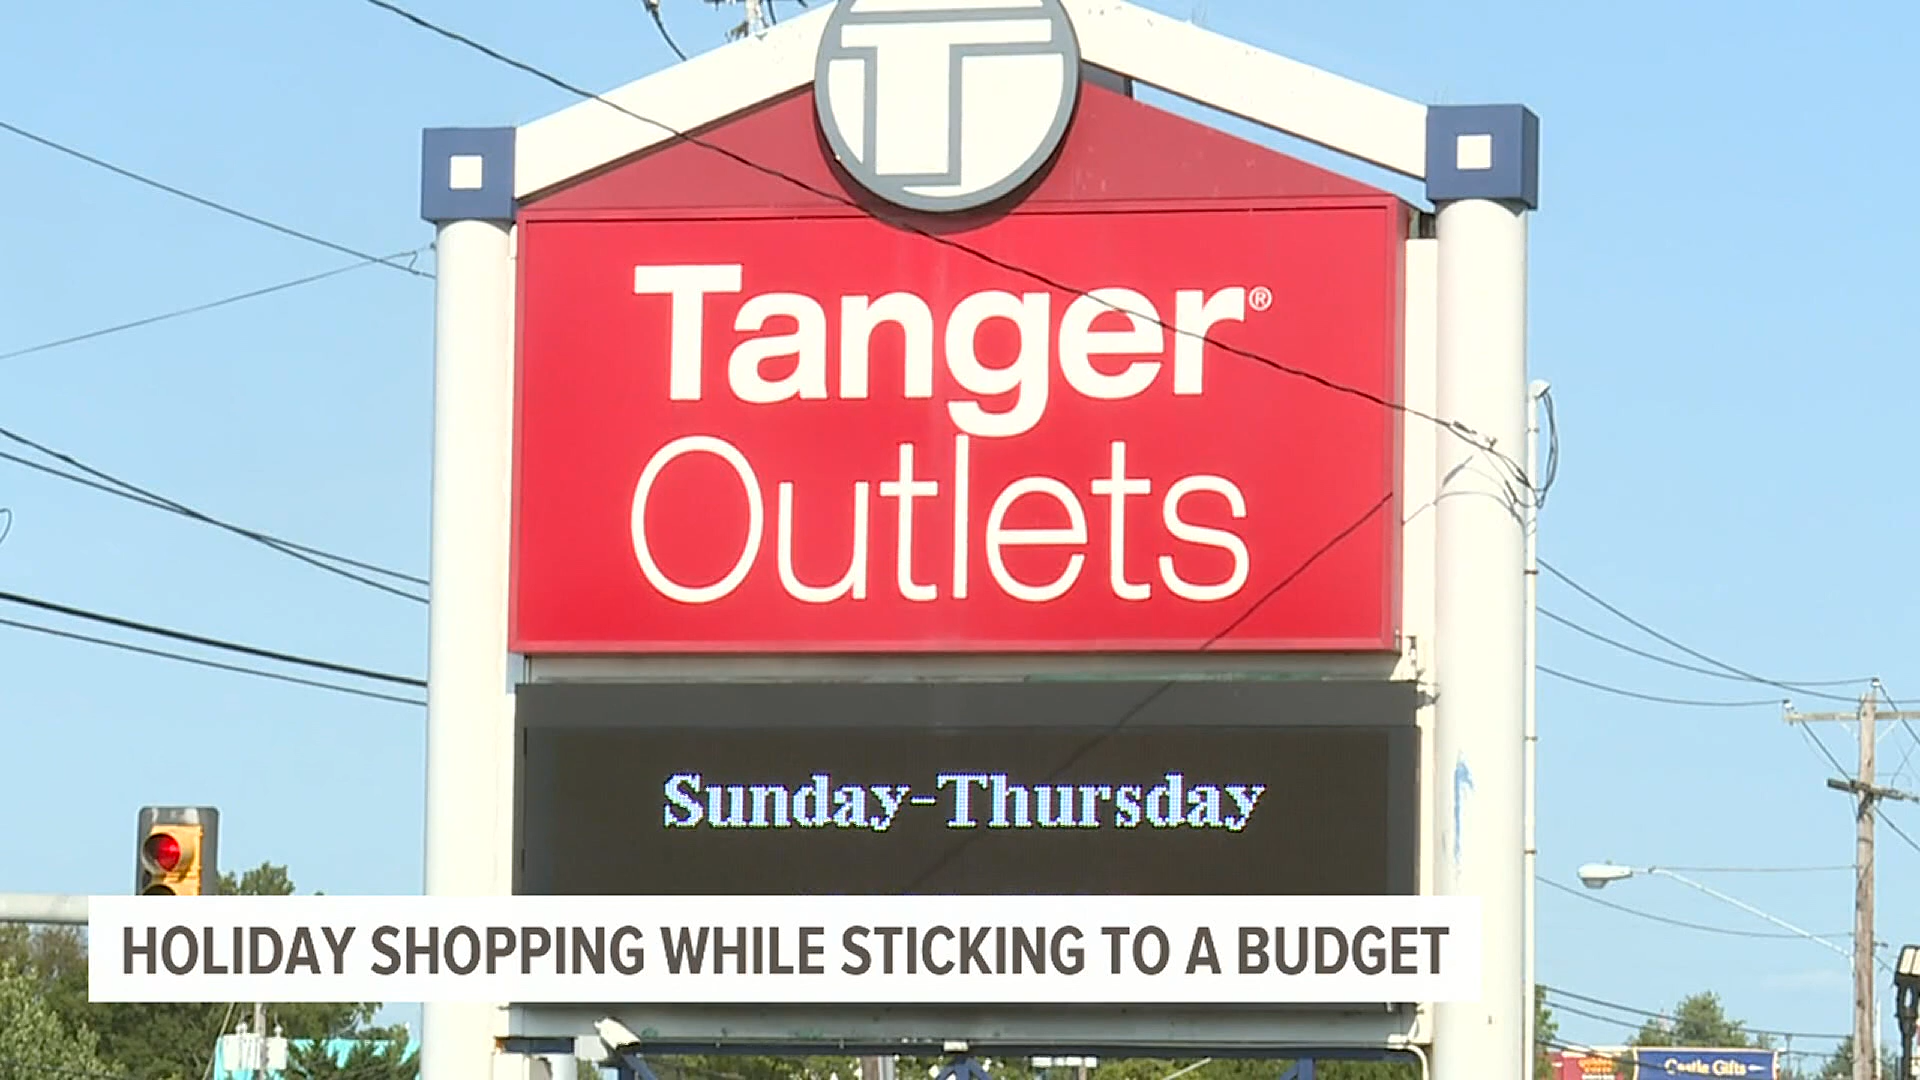 T
Tanger®
Outlets
Sunday-Thursday
HOLIDAY SHOPPING WHILE STICKING TO A BUDGET
Castle Gifts